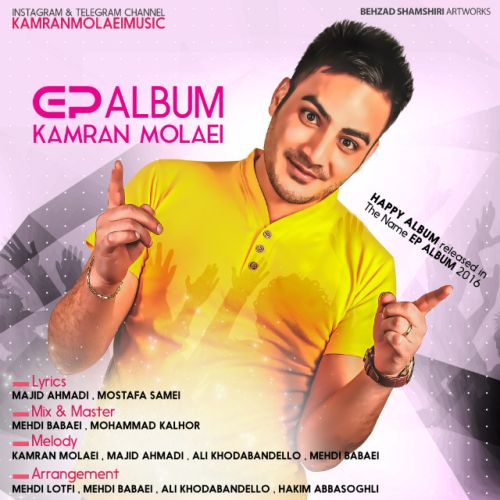 INSTAGRAM & TELEGRAM CHANNEL
KAMRANMOLAEIMUSIC
BEHZAD SHAMSHIRI ARTWORKS
EP ALBUM
KAMRAN MOLAEI
HAPPY ALBUM released in
The Name EP ALBUM 2016
Lyrics
MAJID AHMADI , MOSTAFA SAMEI
Mix & Master
MEHDI BABAEI , MOHAMMAD KALHOR
Melody
KAMRAN MOLAEI , MAJID AHMADI , ALI KHODABANDELLO , MEHDI BABAEI
Arrangement
MEHDI LOTFI , MEHDI BABAEI , ALI KHODABANDELLO , HAKIM ABBASOGHLI